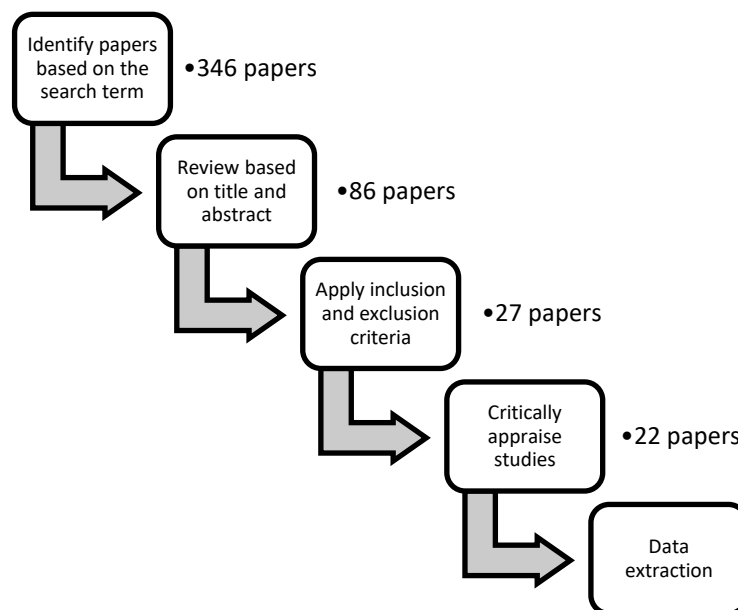 Identify papers
based on the
search term
•346 papers
Review based
on title and
abstract
•86 papers
Apply inclusion
and exclusion
criteria
•27 papers
Critically
appraise
studies
•22 papers
Data
extraction